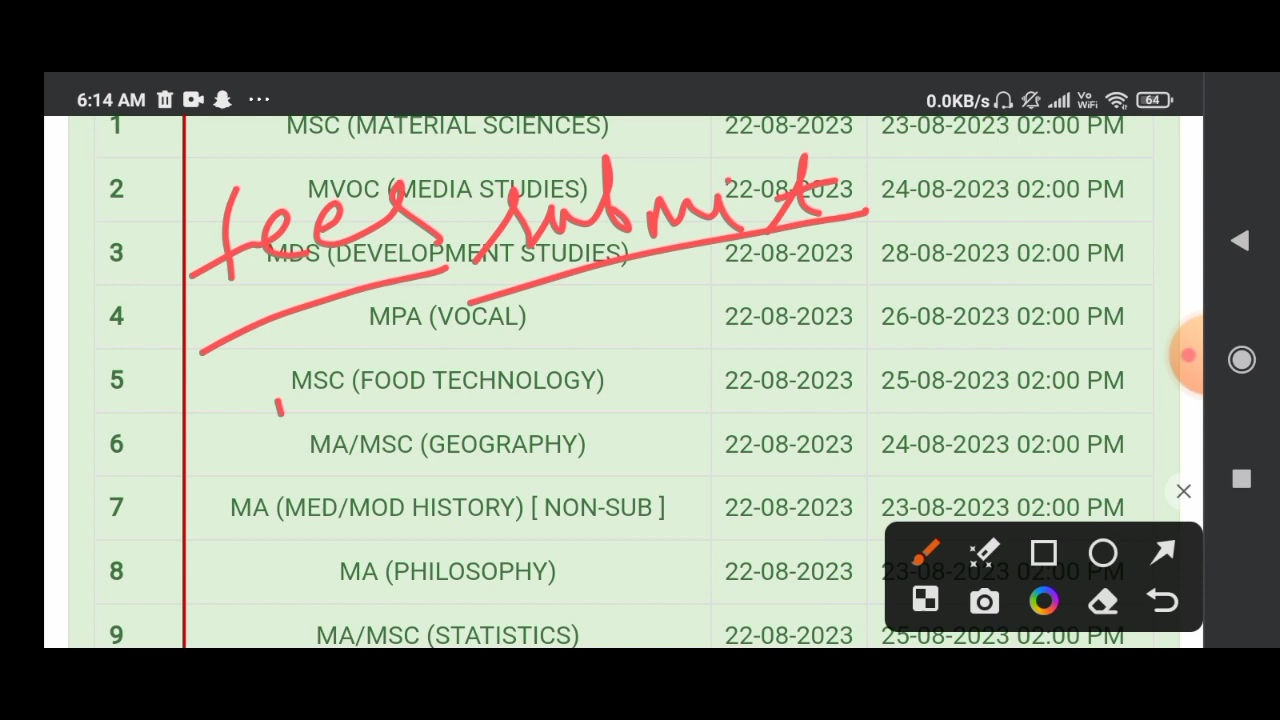 6:14 AM ... 0.0KB/s Vo WiFi 64
1 MSC (MATERIAL SCIENCES) 22-08-2023 23-08-2023 02:00 PM
2 MVOC (MEDIA STUDIES) 22-08-2023 24-08-2023 02:00 PM
fees submit
3 MDS (DEVELOPMENT STUDIES) 22-08-2023 28-08-2023 02:00 PM
4 MPA (VOCAL) 22-08-2023 26-08-2023 02:00 PM
5 MSC (FOOD TECHNOLOGY) 22-08-2023 25-08-2023 02:00 PM
6 MA/MSC (GEOGRAPHY) 22-08-2023 24-08-2023 02:00 PM
7 MA (MED/MOD HISTORY) [ NON-SUB ] 22-08-2023 23-08-2023 02:00 PM
8 MA (PHILOSOPHY) 22-08-2023 23-08-2023 02:00 PM
9 MA/MSC (STATISTICS) 22-08-2023 25-08-2023 02:00 PM